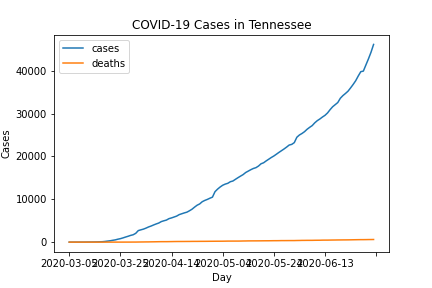 COVID-19 Cases in Tennessee
cases
deaths
40000
30000
20000
10000
0
Cases
2020-03-05 2020-03-25 2020-04-14 2020-05-04 2020-05-24 2020-06-13
Day